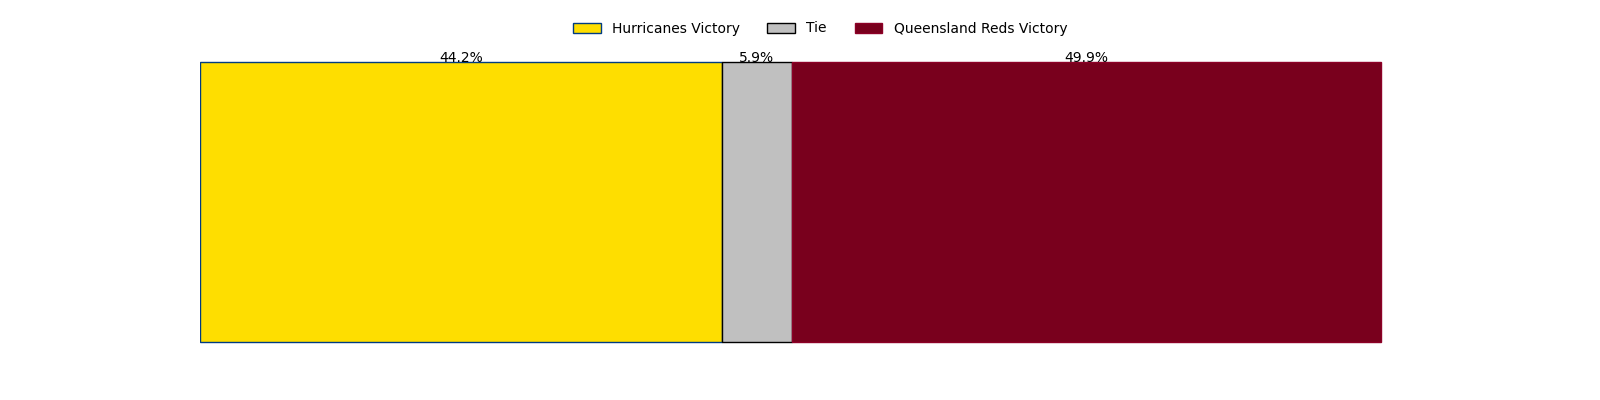 Hurricanes Victory Tie Queensland Reds Victory
44.2% 5.9% 49.9%